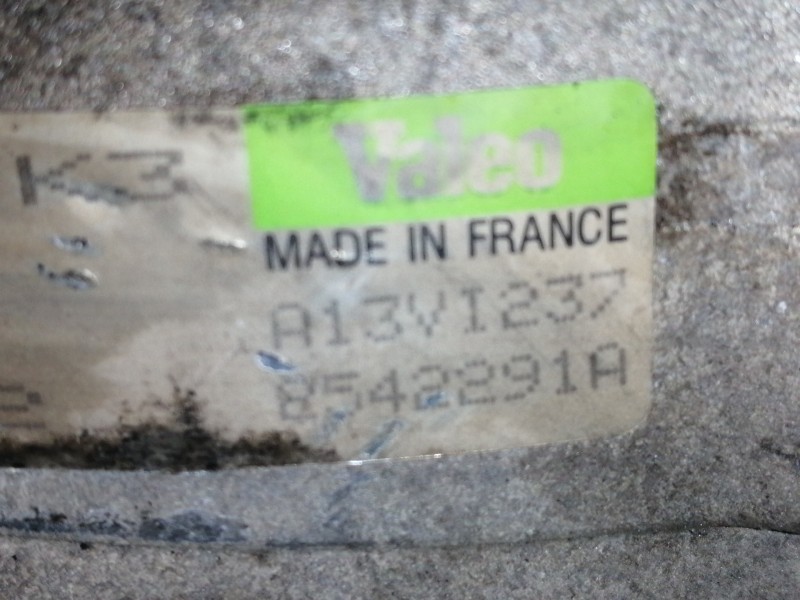 K3
Valeo
MADE IN FRANCE
A13VI237
8542291A